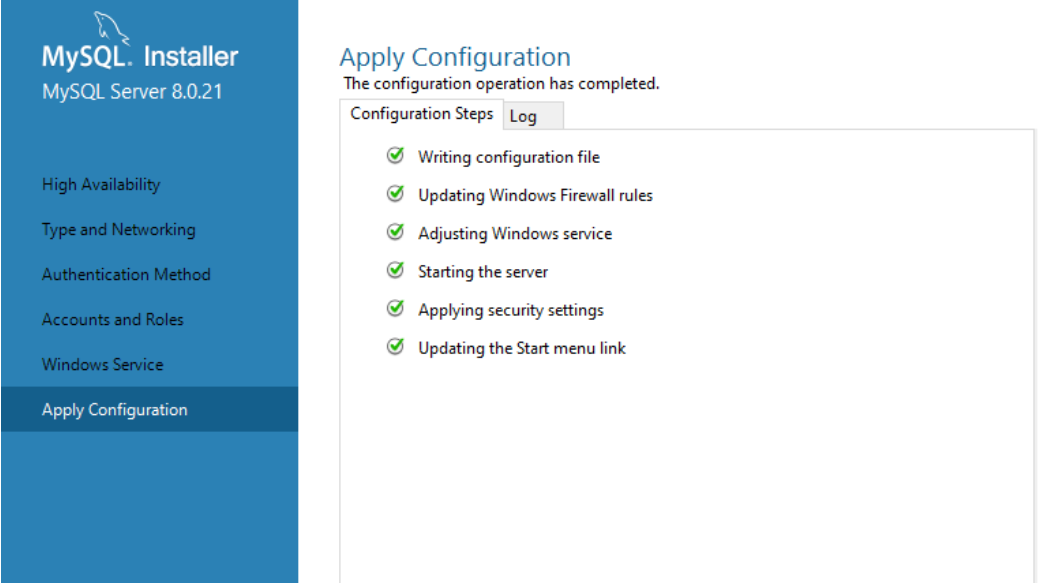 MySQL. Installer
MySQL Server 8.0.21
High Availability
Type and Networking
Authentication Method
Accounts and Roles
Windows Service
Apply Configuration
Apply Configuration
The configuration operation has completed.
Configuration Steps
Log
Writing configuration file
Updating Windows Firewall rules
Adjusting Windows service
Starting the server
Applying security settings
Updating the Start menu link